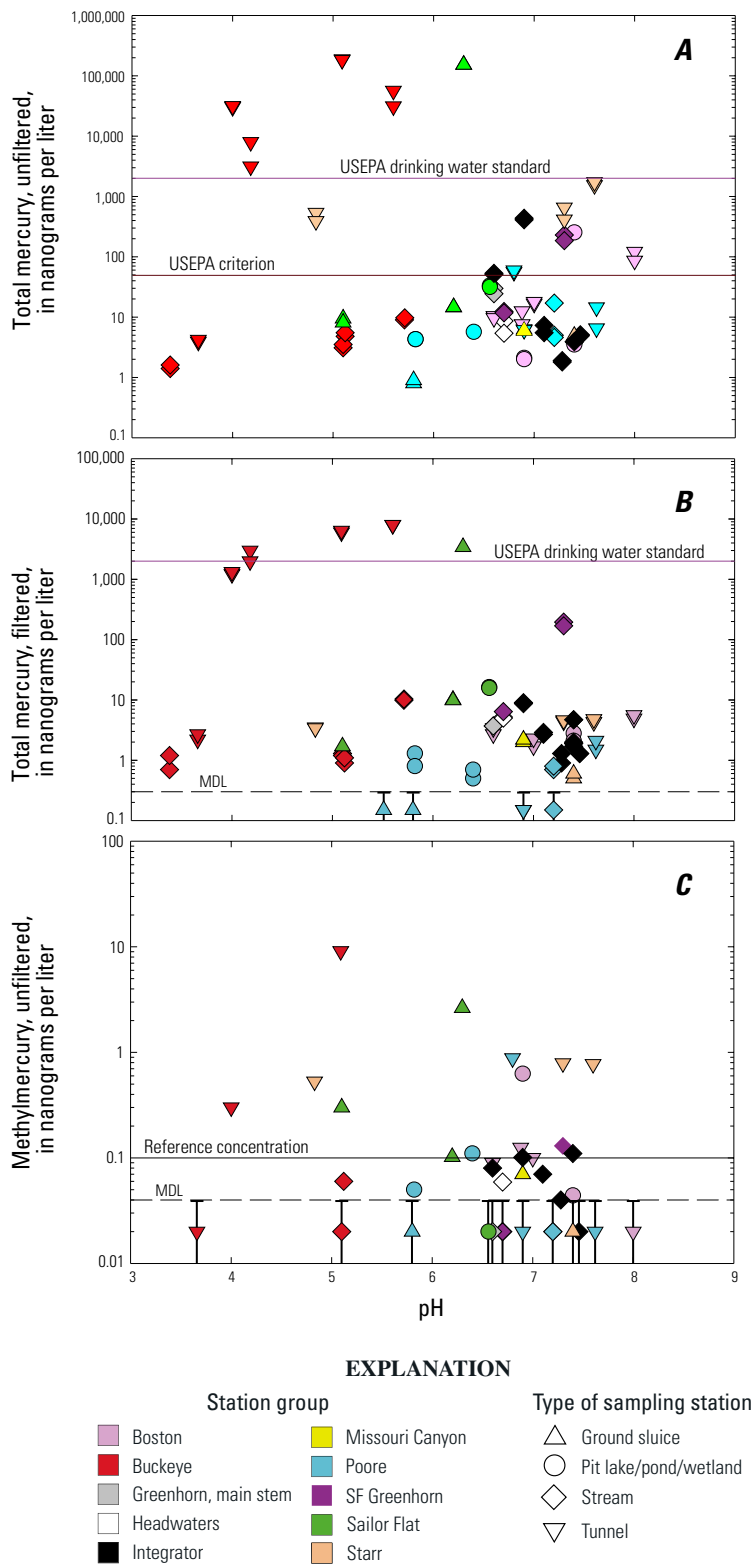 A
1,000,000
100,000
10,000
1,000
100
10
1
0.1
Total mercury, unfiltered,
in nanograms per liter
USEPA drinking water standard
USEPA criterion
B
100,000
10,000
1,000
100
10
1
0.1
Total mercury, filtered,
in nanograms per liter
USEPA drinking water standard
MDL
C
100
10
1
0.1
0.01
Methylmercury, unfiltered,
in nanograms per liter
Reference concentration
MDL
3 4 5 6 7 8 9
pH
EXPLANATION
Station group
Boston
Buckeye
Greenhorn, main stem
Headwaters
Integrator
Missouri Canyon
Poore
SF Greenhorn
Sailor Flat
Starr
Type of sampling station
Ground sluice
Pit lake/pond/wetland
Stream
Tunnel